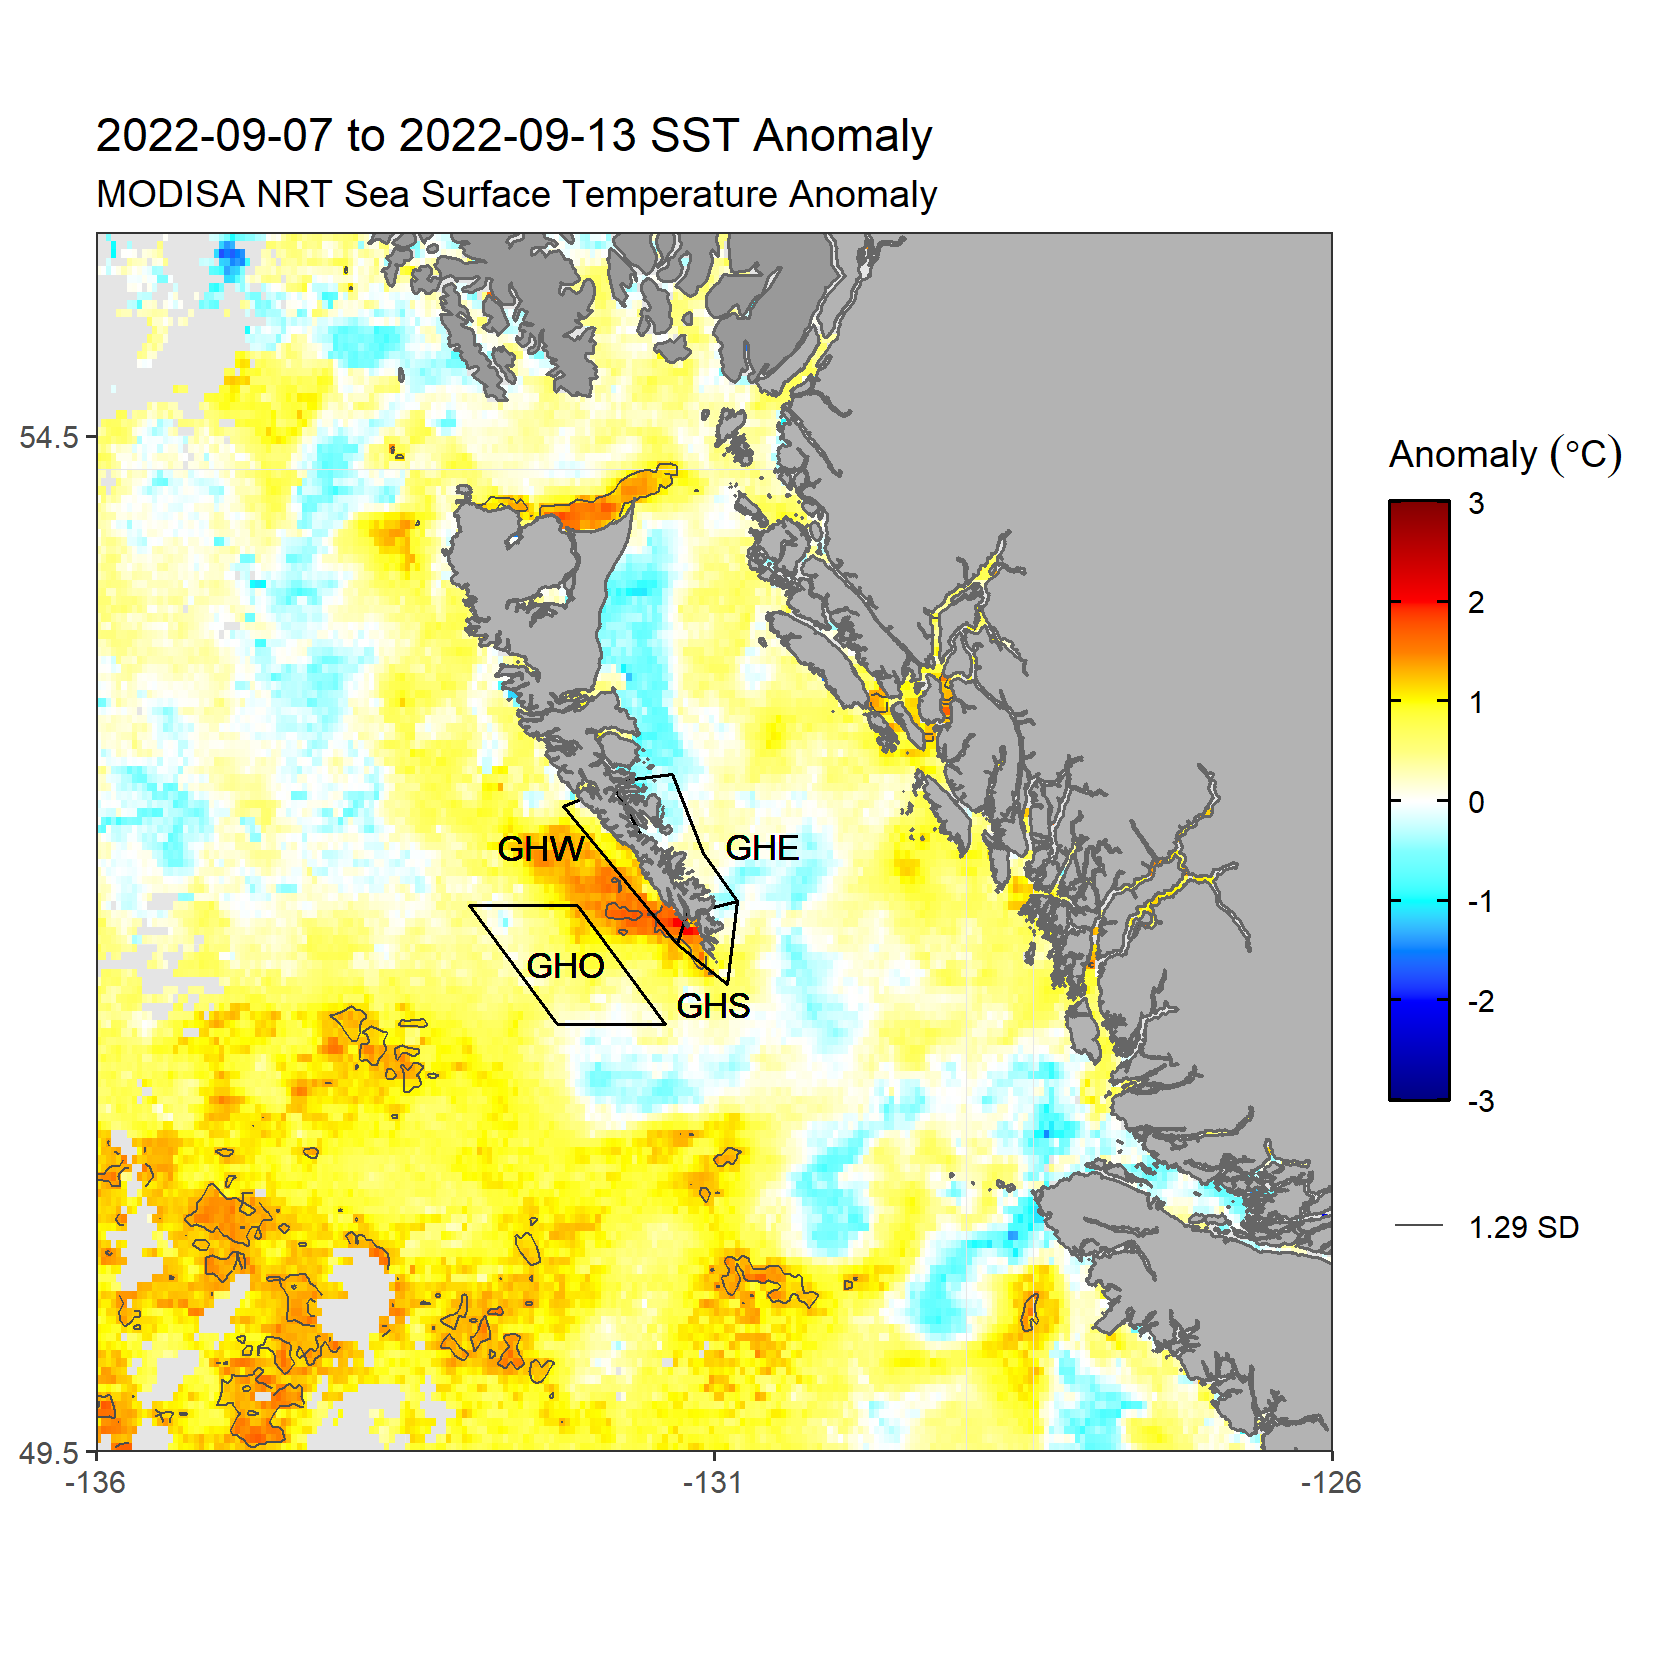 2022-09-07 to 2022-09-13 SST Anomaly
MODISA NRT Sea Surface Temperature Anomaly
54.5
49.5
-136
-131
-126
GHW
GHE
GHO
GHS
Anomaly (°C)
3
2
1
0
-1
-2
-3
1.29 SD